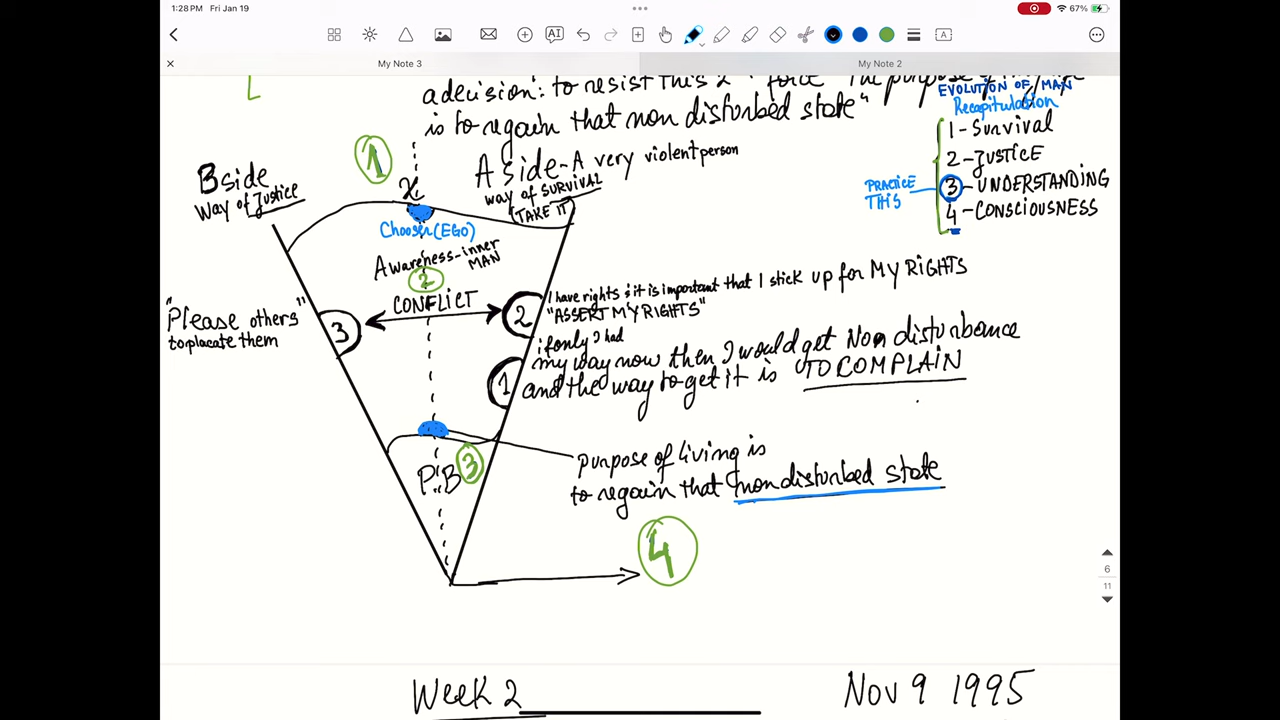 1:28 PM Fri Jan 19
67%
My Note 3
My Note 2
a decision: to resist this 2
force
is to regain that non disturbed state"
EVOLUTION OF MAN
Recapitulation
1-Survival
2-JUSTICE
3-UNDERSTANDING
4-CONSCIOUSNESS
PRACTICE
THIS
1
B side
Way of Justice
X
A side-A very violent person
way of SURVIVAL
(TAKE IT)
Chooser (EGO)
Awareness-inner
MAN
2
CONFLICT
"Please others"
to placate them
3
2
I have rights & it is important that I stick up for MY RIGHTS
"ASSERT MY RIGHTS"
if only I had
my way now then I would get Non disturbance
1
and the way to get it is TO COMPLAIN
P.B
3
Purpose of living is
to regain that nondisturbed state
4
6
11
Week 2
Nov 9 1995